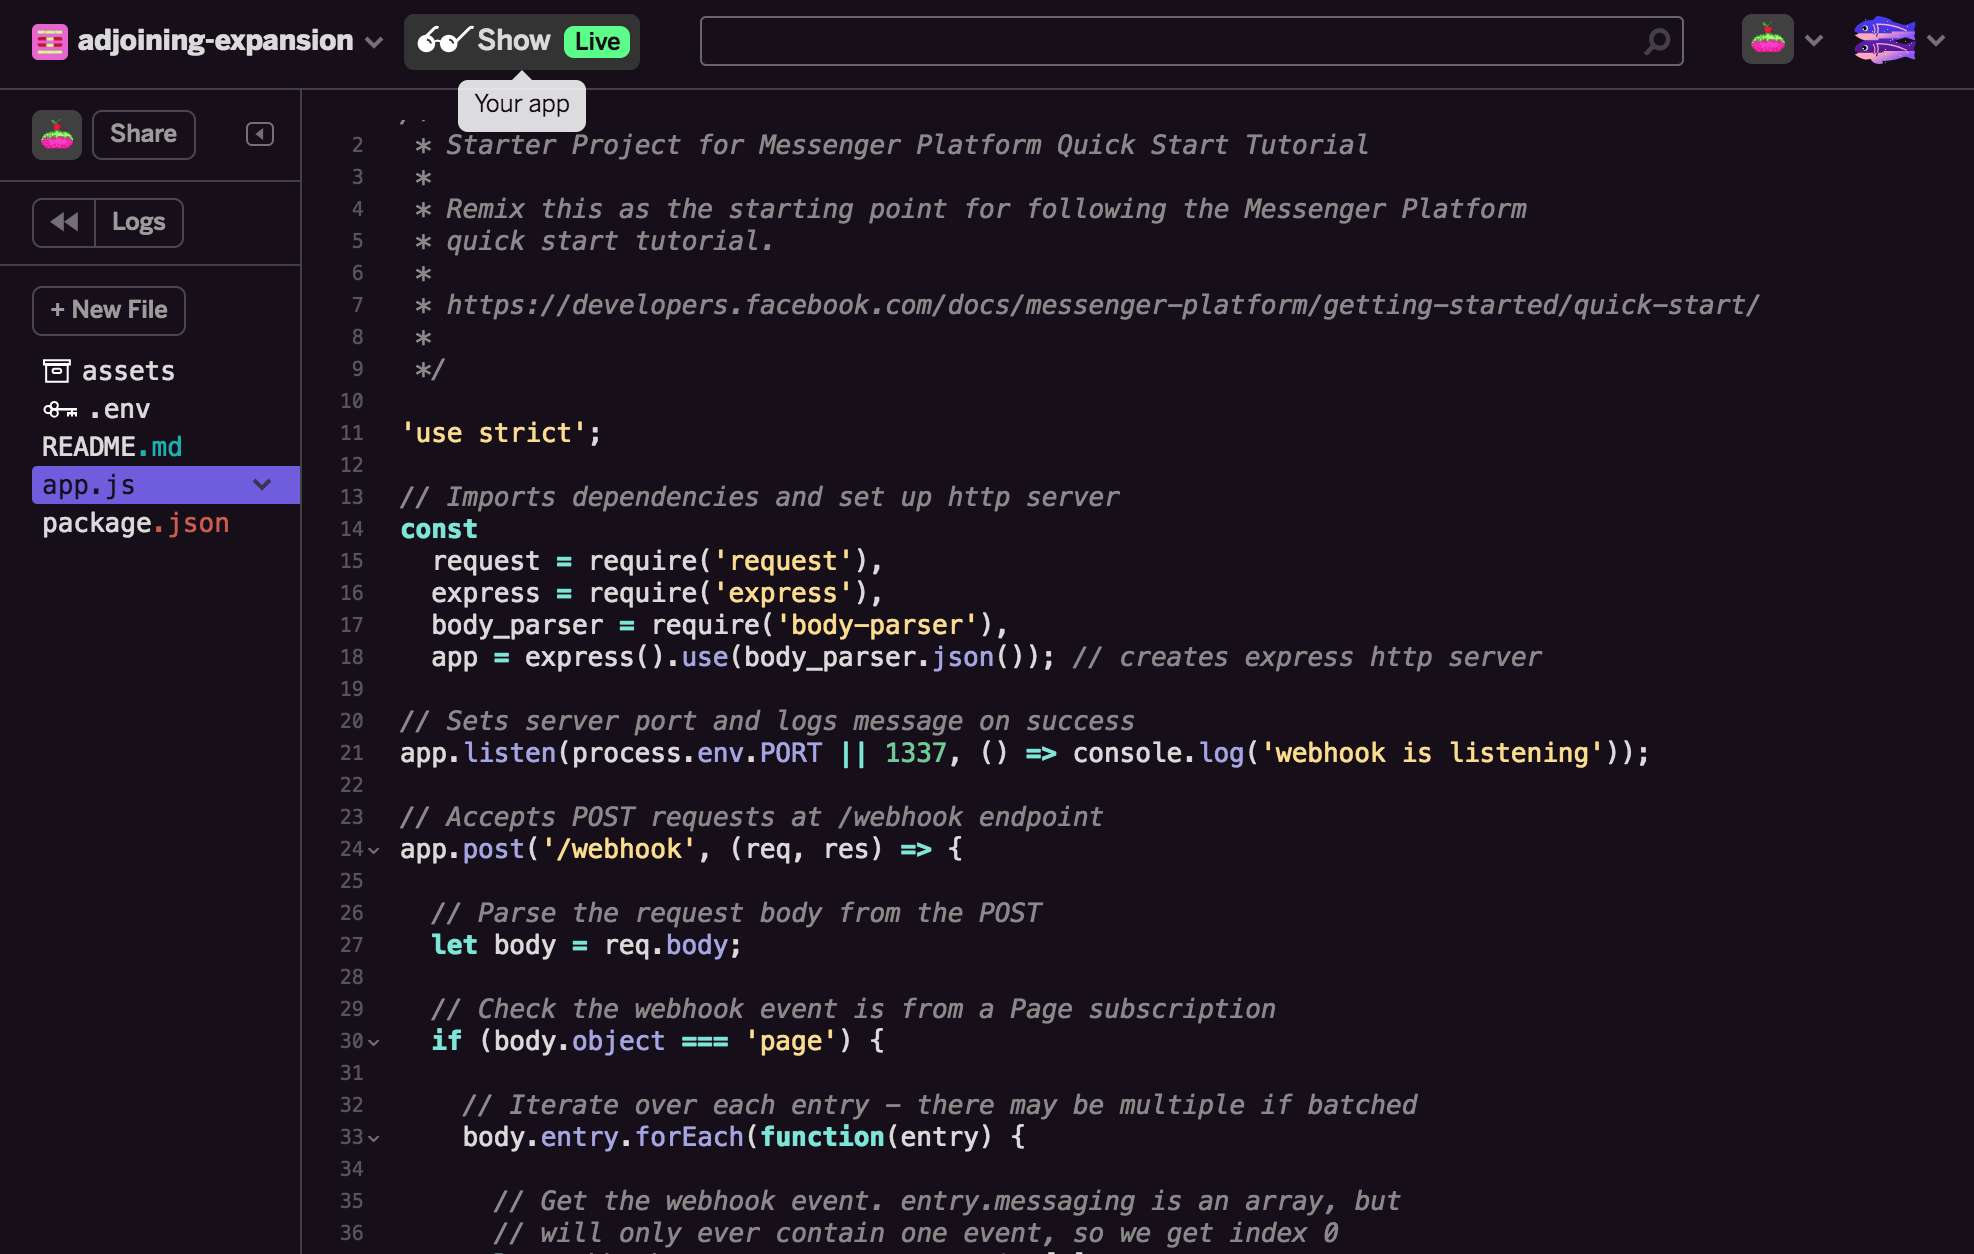 adjoining-expansion
Show Live
Your app
Share
Logs
+ New File
assets
.env
README.md
app.js
package.json
2 * Starter Project for Messenger Platform Quick Start Tutorial
3 *
4 * Remix this as the starting point for following the Messenger Platform
5 * quick start tutorial.
6 *
7 * https://developers.facebook.com/docs/messenger-platform/getting-started/quick-start/
8 *
9 */
10
11 'use strict';
12
13 // Imports dependencies and set up http server
14 const
15 request = require('request'),
16 express = require('express'),
17 body_parser = require('body-parser'),
18 app = express().use(body_parser.json()); // creates express http server
19
20 // Sets server port and logs message on success
21 app.listen(process.env.PORT || 1337, () => console.log('webhook is listening'));
22
23 // Accepts POST requests at /webhook endpoint
24 app.post('/webhook', (req, res) => {
25
26 // Parse the request body from the POST
27 let body = req.body;
28
29 // Check the webhook event is from a Page subscription
30 if (body.object === 'page') {
31
32 // Iterate over each entry - there may be multiple if batched
33 body.entry.forEach(function(entry) {
34
35 // Get the webhook event. entry.messaging is an array, but
36 // will only ever contain one event, so we get index 0